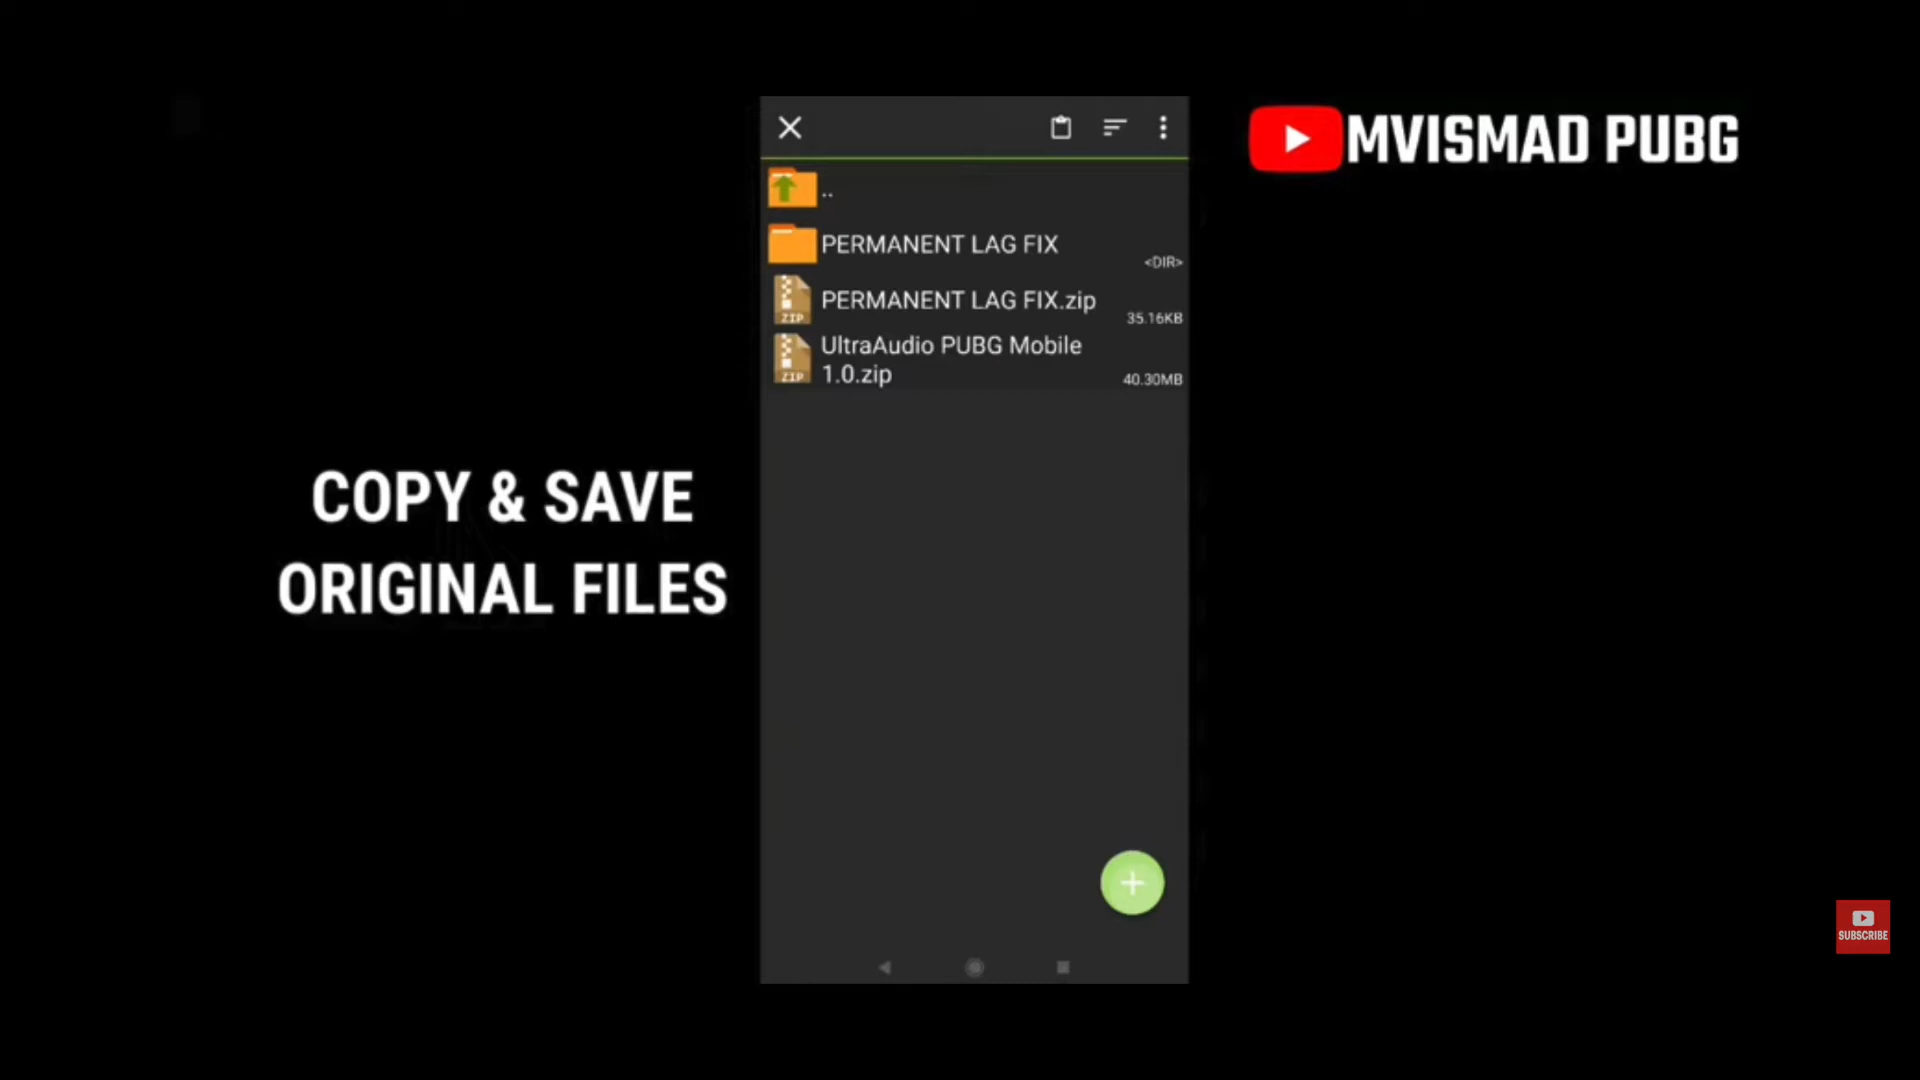 MVISMAD PUBG
..
PERMANENT LAG FIX
<DIR>
PERMANENT LAG FIX.zip
ZIP
35.16KB
UltraAudio PUBG Mobile
1.0.zip
ZIP
40.30MB
COPY & SAVE
ORIGINAL FILES
SUBSCRIBE